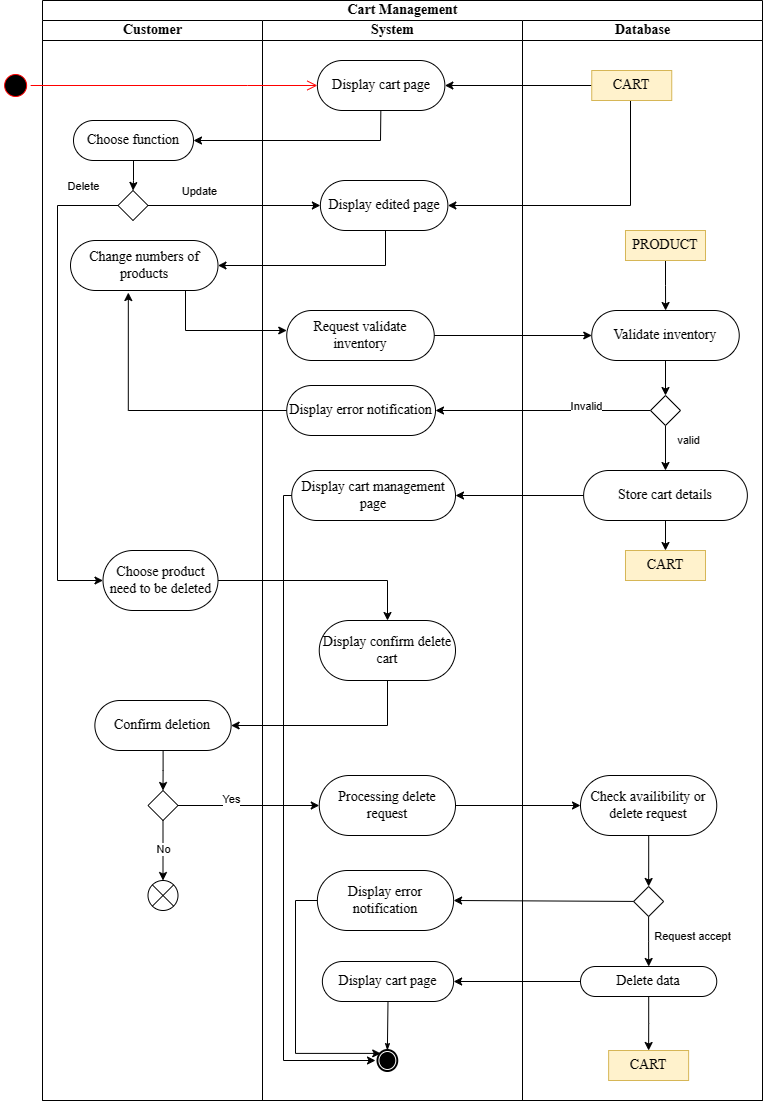 Cart Management
Customer
System
Database
Display cart page
CART
Choose function
Delete
Update
Display edited page
Change numbers of
products
PRODUCT
Request validate
inventory
Validate inventory
Display error notification
Invalid
valid
Display cart management
page
Store cart details
CART
Choose product
need to be deleted
Display confirm delete
cart
Confirm deletion
Yes
Processing delete
request
Check availibility or
delete request
No
Display error
notification
Request accept
Display cart page
Delete data
CART